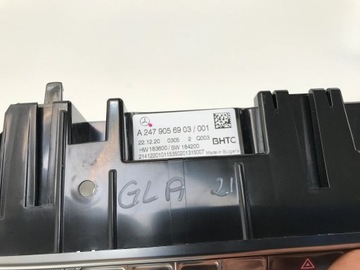 A 247 905 69 03 / 001
22.12.20 0305 2 Q003
HW 183600 / SW 184200
BHTC
Made in Bulgaria
GLA 21